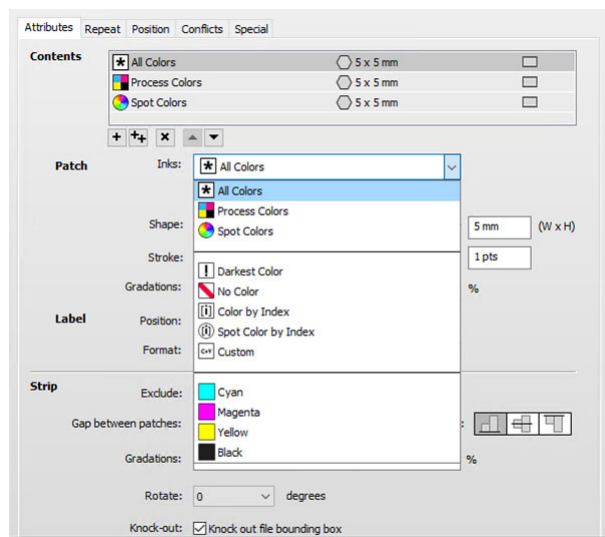 Attributes Repeat Position Conflicts Special
Contents
All Colors 5 x 5 mm
Process Colors 5 x 5 mm
Spot Colors 5 x 5 mm
Patch Inks: All Colors
All Colors
Process Colors
Shape: Spot Colors 5 mm (W x H)
Stroke: 1 pts
Darkest Color
Gradations: No Color %
Color by Index
Label Position: Spot Color by Index
Format: Custom
Strip Exclude: Cyan
Magenta
Gap between patches: Yellow :
Gradations: Black %
Rotate: 0 degrees
Knock-out: Knock out file bounding box